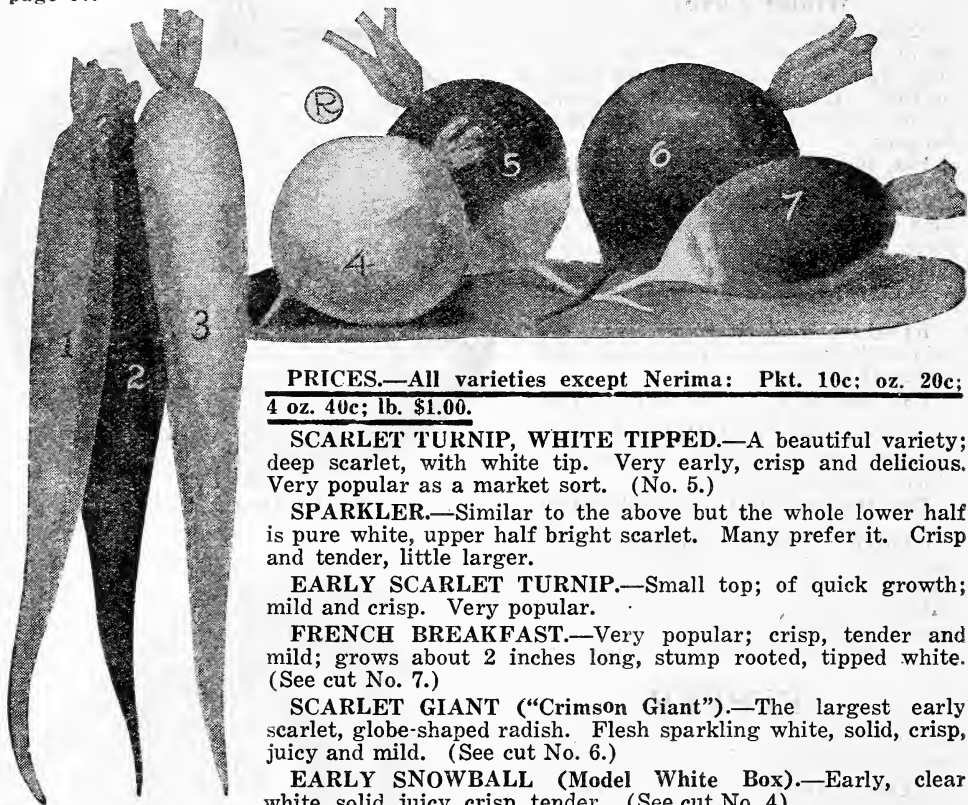 R
5
6
7
4
1
2
3
PRICES.—All varieties except Nerima: Pkt. 10c; oz. 20c;
4 oz. 40c; lb. $1.00.
SCARLET TURNIP, WHITE TIPPED.—A beautiful variety;
deep scarlet, with white tip. Very early, crisp and delicious.
Very popular as a market sort. (No. 5.)
SPARKLER.—Similar to the above but the whole lower half
is pure white, upper half bright scarlet. Many prefer it. Crisp
and tender, little larger.
EARLY SCARLET TURNIP.—Small top; of quick growth;
mild and crisp. Very popular.
FRENCH BREAKFAST.—Very popular; crisp, tender and
mild; grows about 2 inches long, stump rooted, tipped white.
(See cut No. 7.)
SCARLET GIANT ("Crimson Giant").—The largest early
scarlet, globe-shaped radish. Flesh sparkling white, solid, crisp,
juicy and mild. (See cut No. 6.)
EARLY SNOWBALL (Model White Box).—Early, clear
white, solid, juicy, crisp, tender. (See cut No. 4)